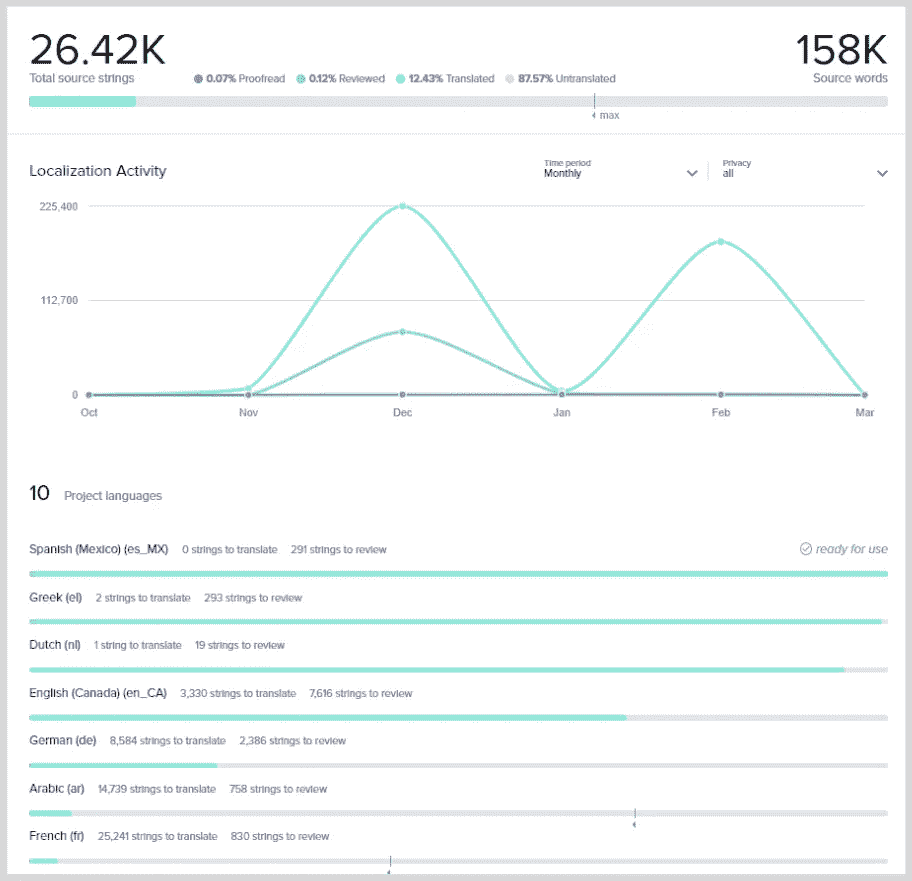 26.42K
158K
Total source strings
0.07% Proofread
0.12% Reviewed
12.43% Translated
87.57% Untranslated
Source words
max
Localization Activity
Time period
Monthly
Privacy
all
225,400
112,700
0
Oct
Nov
Dec
Jan
Feb
Mar
10 Project languages
Spanish (Mexico) (es_MX) 0 strings to translate 291 strings to review
ready for use
Greek (el) 2 strings to translate 293 strings to review
Dutch (nl) 1 string to translate 19 strings to review
English (Canada) (en_CA) 3,330 strings to translate 7,616 strings to review
German (de) 8,584 strings to translate 2,386 strings to review
Arabic (ar) 14,739 strings to translate 758 strings to review
French (fr) 25,241 strings to translate 830 strings to review